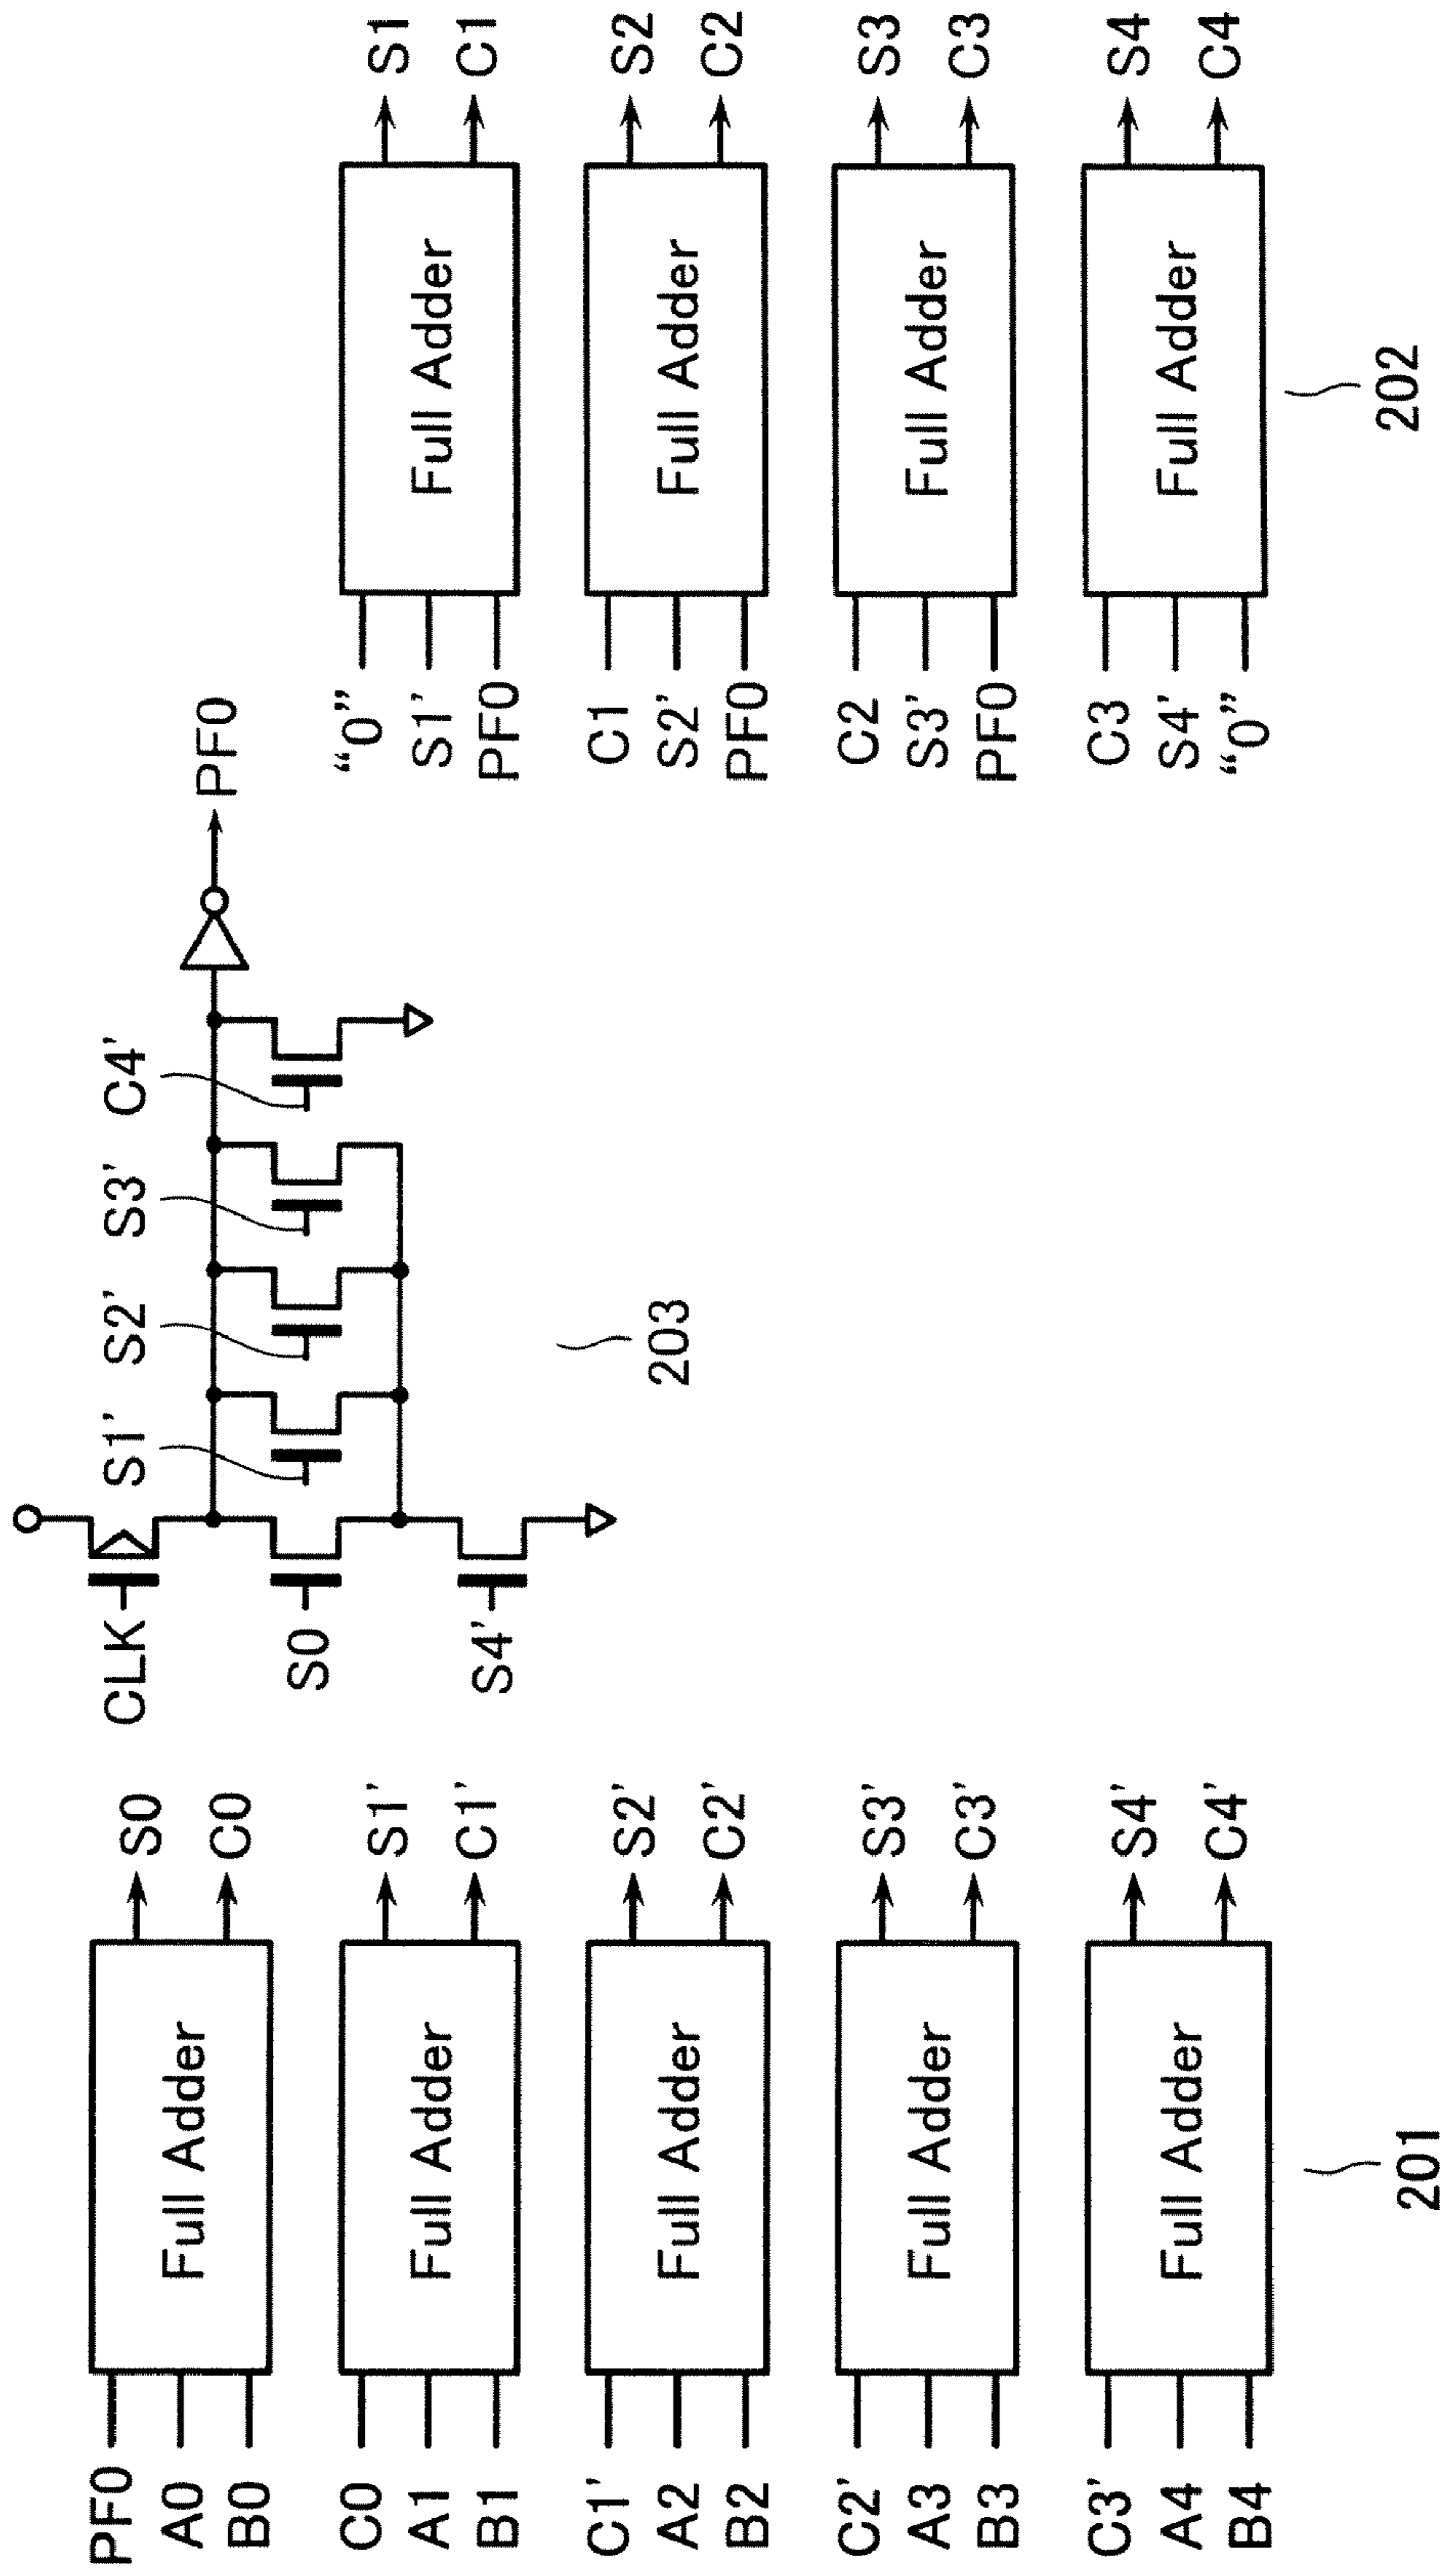 PF0
A0
B0
Full Adder
S0
C0
C0
A1
B1
Full Adder
S1'
C1'
C1'
A2
B2
Full Adder
S2'
C2'
C2'
A3
B3
Full Adder
S3'
C3'
C3'
A4
B4
Full Adder
S4'
C4'
201
CLK
S0
S4'
S1'
S2'
S3'
C4'
PF0
203
“0”
S1'
PF0
Full Adder
S1
C1
C1
S2'
PF0
Full Adder
S2
C2
C2
S3'
PF0
Full Adder
S3
C3
C3
S4'
“0”
Full Adder
S4
C4
202